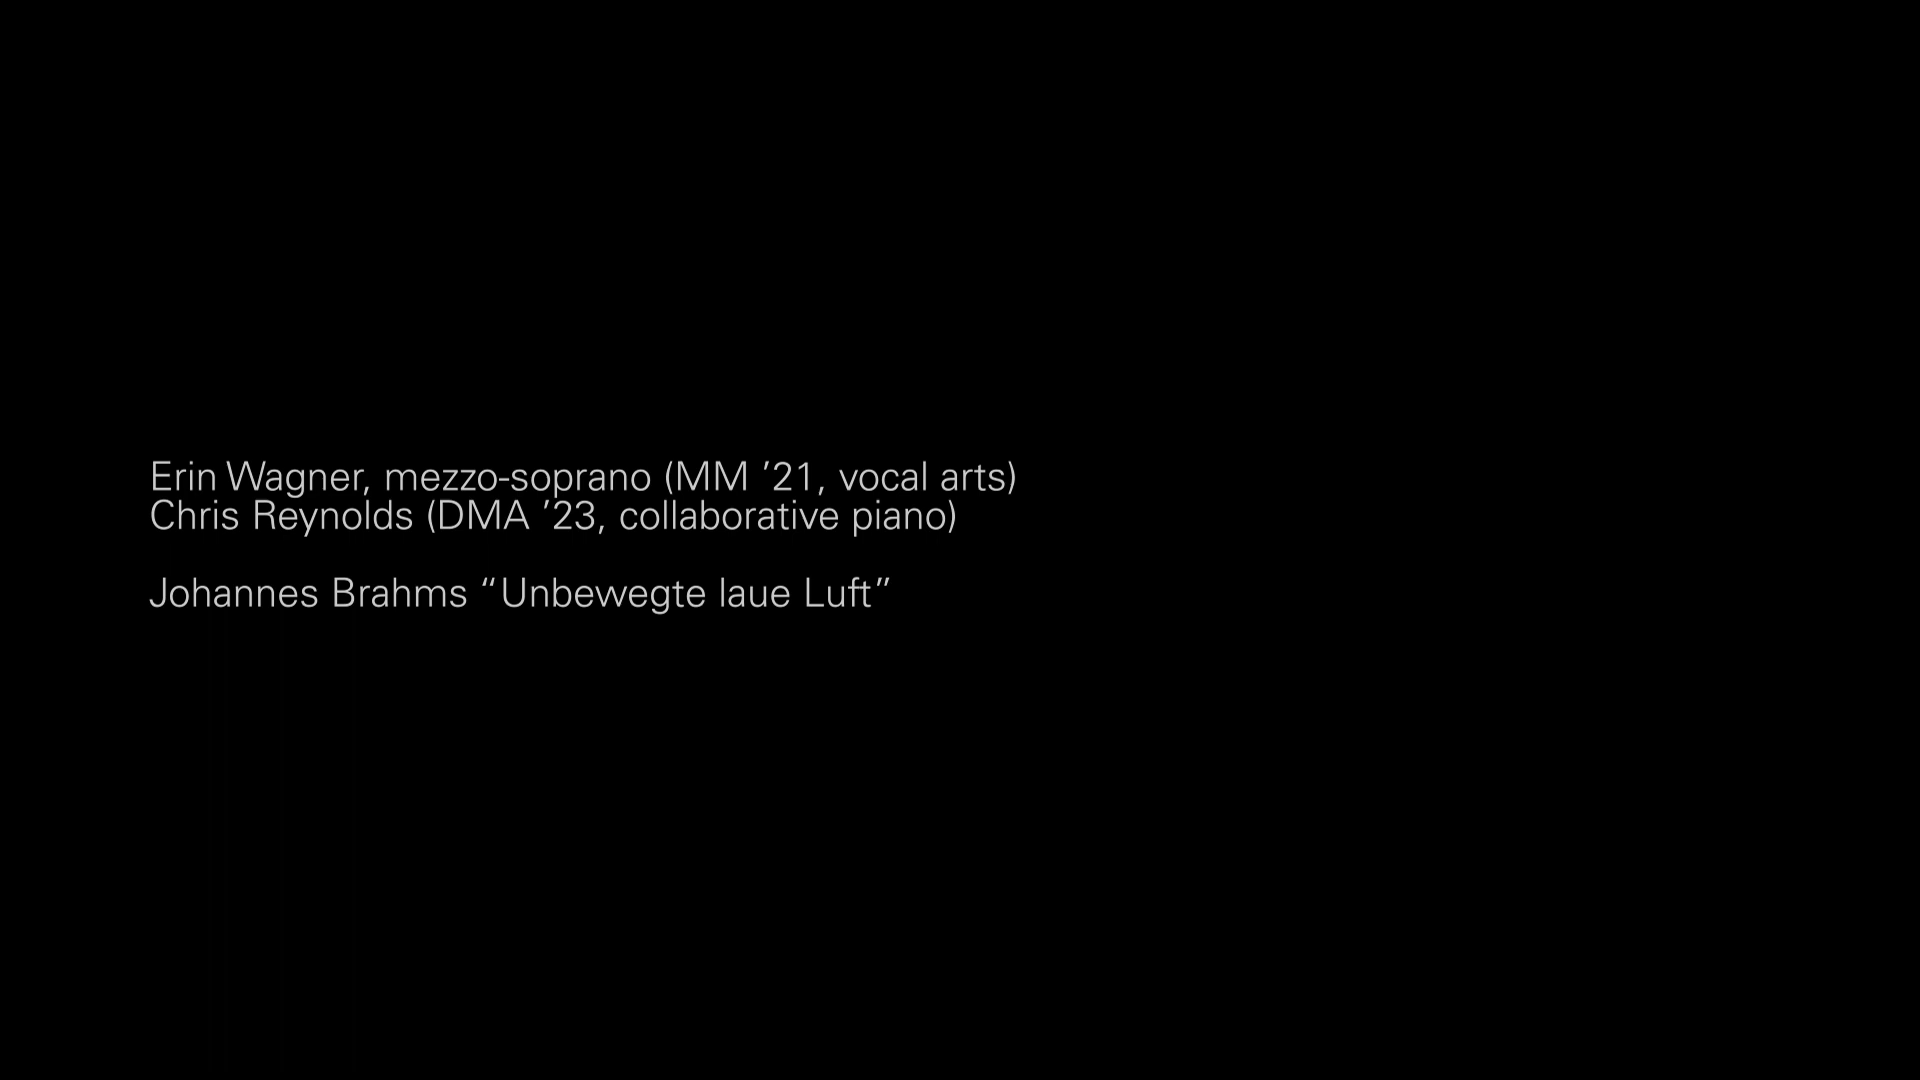 Erin Wagner, mezzo-soprano (MM ’21, vocal arts)
Chris Reynolds (DMA ’23, collaborative piano)
Johannes Brahms “Unbewegte laue Luft”